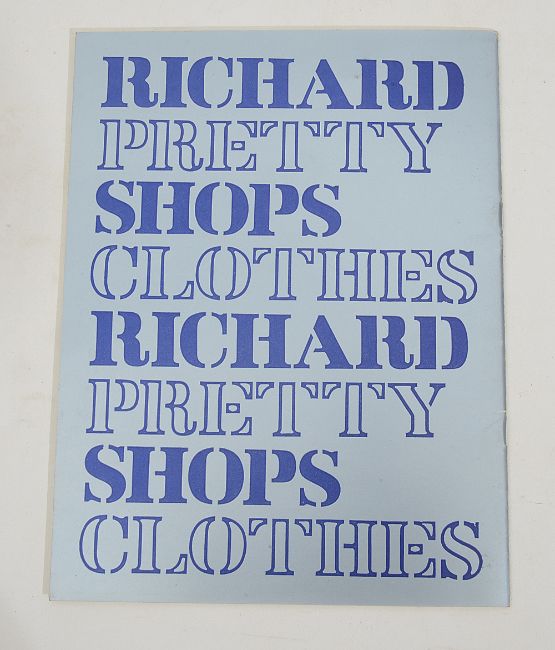 RICHARD
PRETTY
SHOPS
CLOTHES
RICHARD
PRETTY
SHOPS
CLOTHES